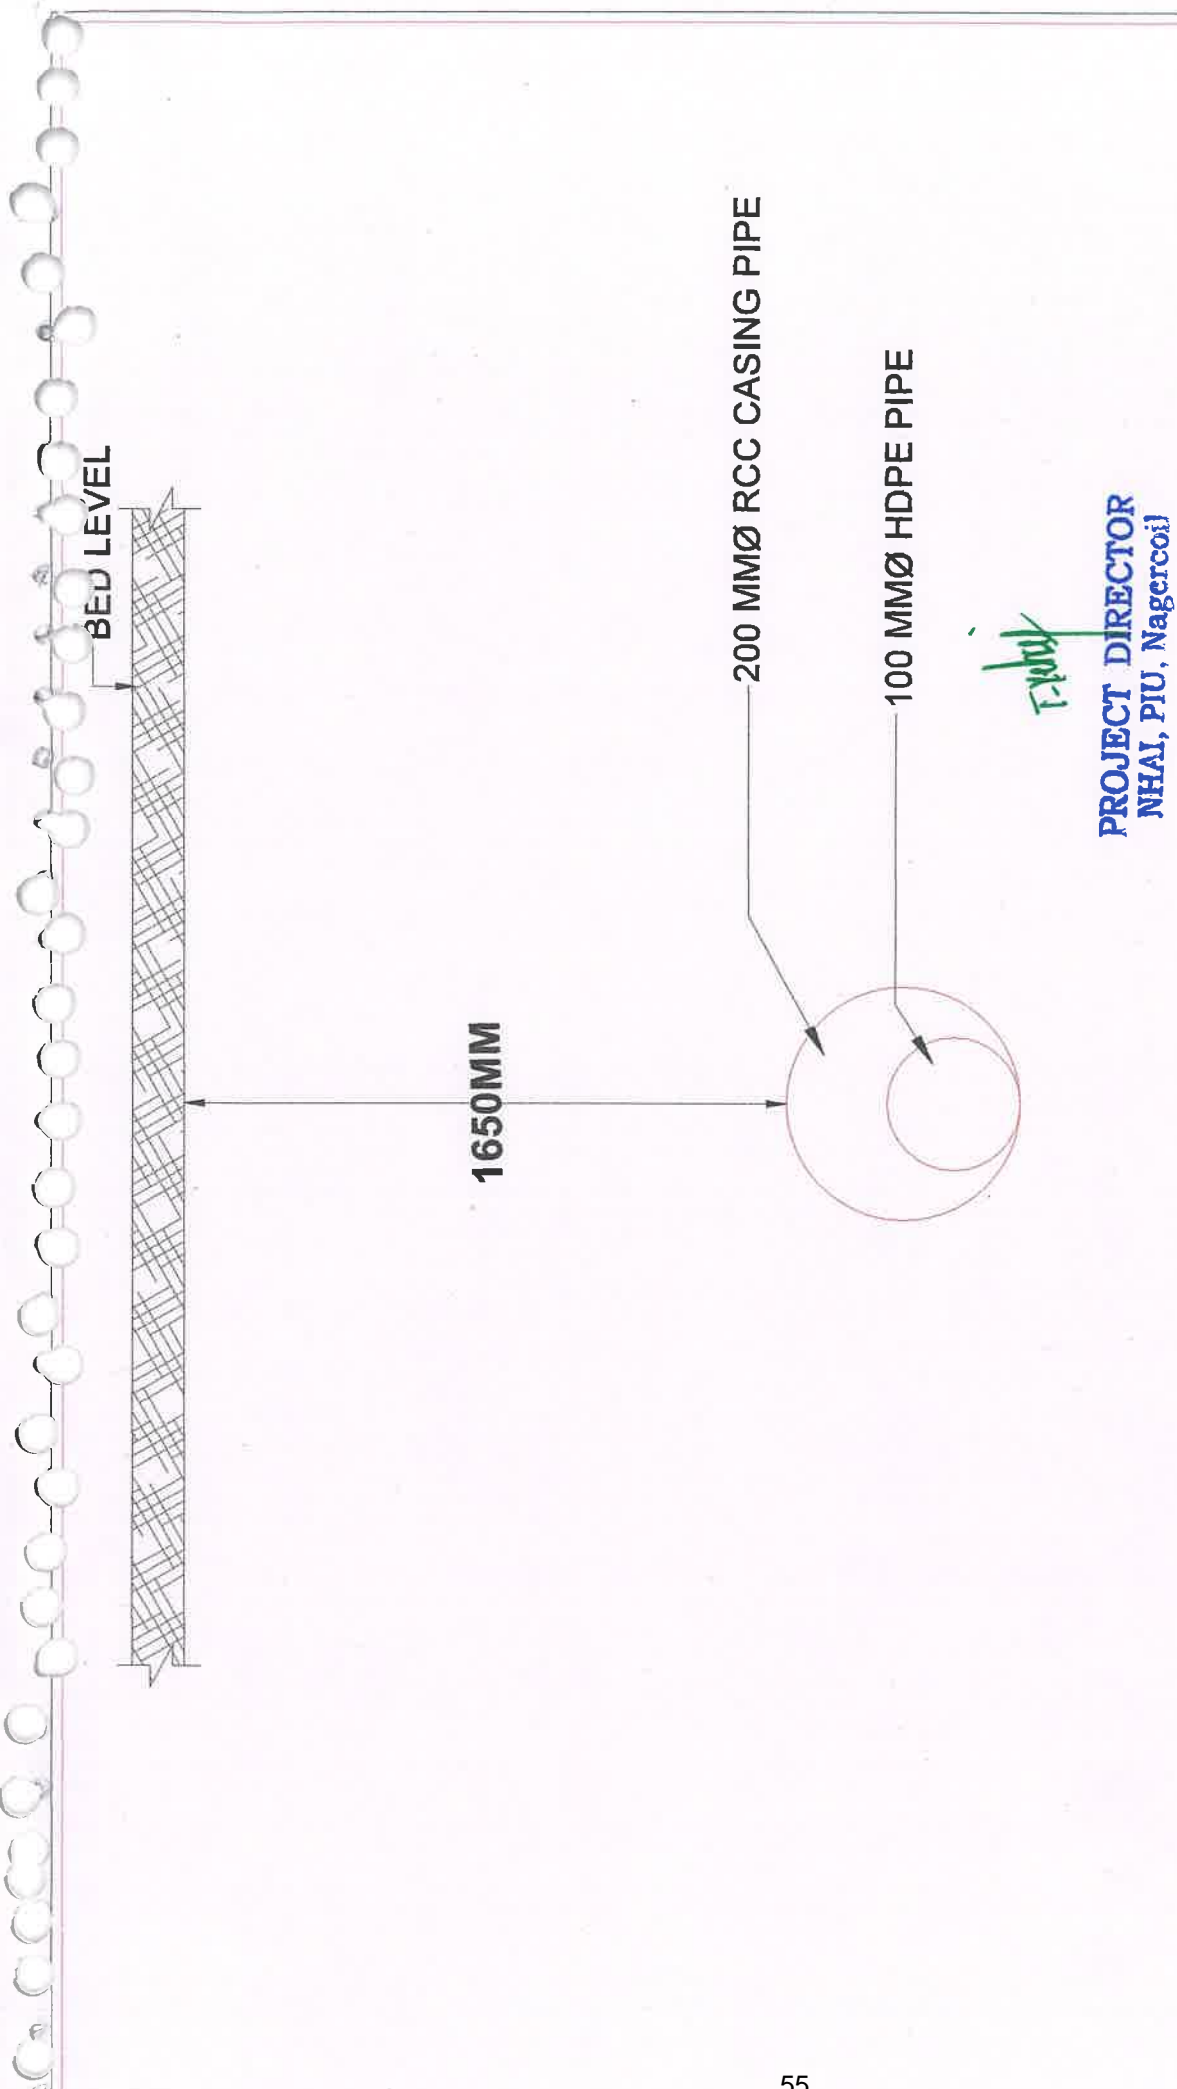 BED LEVEL
1650MM
200 MMØ RCC CASING PIPE
100 MMØ HDPE PIPE
PROJECT DIRECTOR
NHAI, PIU, Nagercoil
55